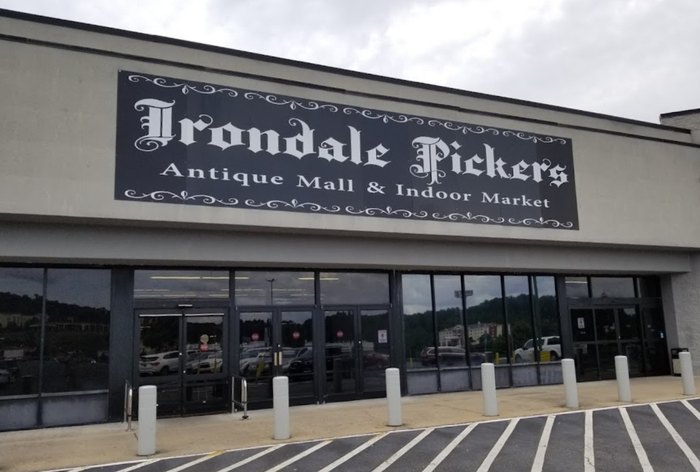 Irondale Pickers
Antique Mall & Indoor Market